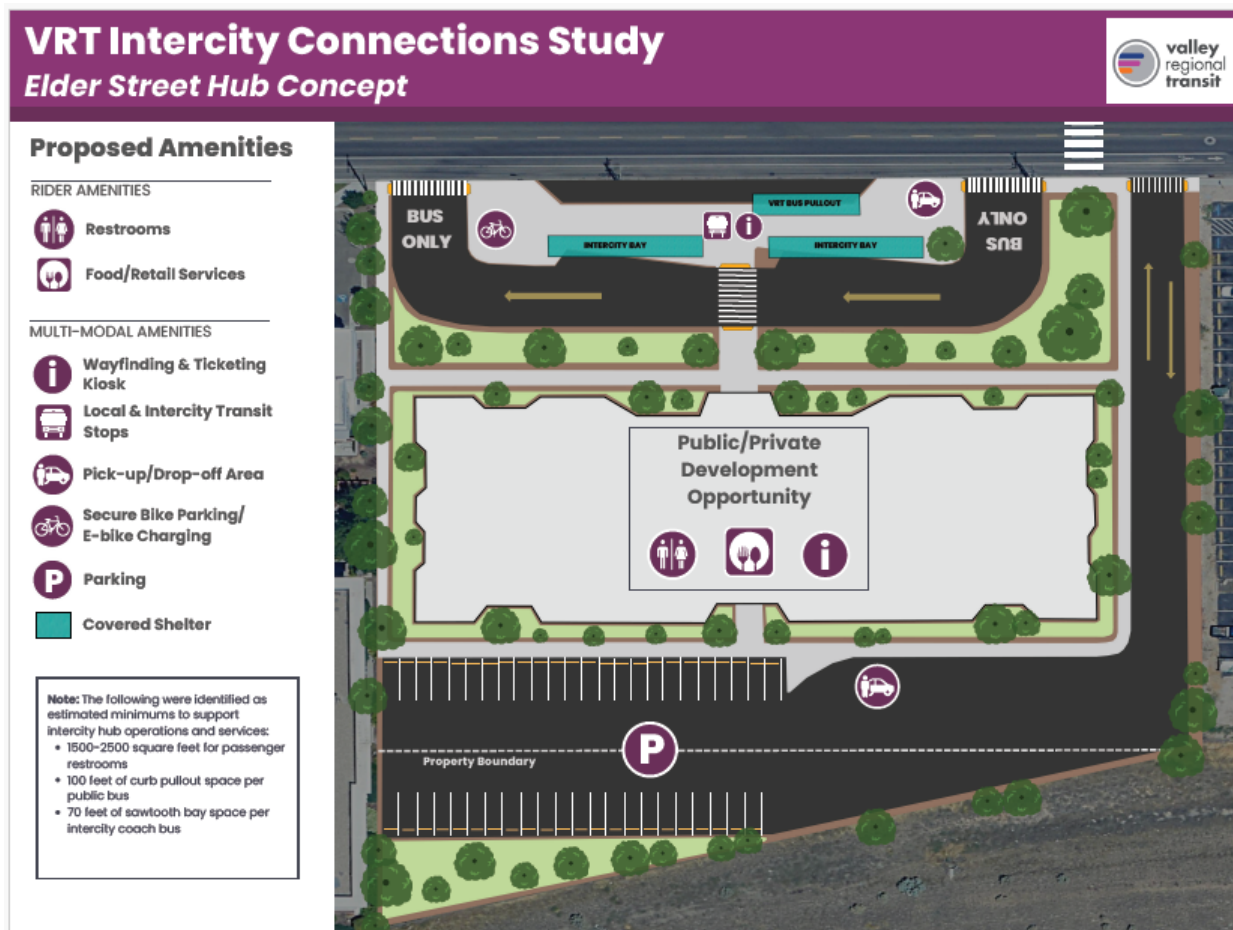 VRT Intercity Connections Study
Elder Street Hub Concept
valley
regional
transit
Proposed Amenities
RIDER AMENITIES
Restrooms
Food/Retail Services
MULTI-MODAL AMENITIES
i
Wayfinding & Ticketing
Kiosk
Local & Intercity Transit
Stops
Pick-up/Drop-off Area
Secure Bike Parking/
E-bike Charging
P
Parking
Covered Shelter
Note: The following were identified as
estimated minimums to support
intercity hub operations and services:
• 1500-2500 square feet for passenger
restrooms
• 100 feet of curb pullout space per
public bus
• 70 feet of sawtooth bay space per
intercity coach bus
BUS
ONLY
INTERCITY BAY
i
VRT BUS PULLOUT
INTERCITY BAY
BUS
ONLY
Public/Private
Development
Opportunity
i
P
Property Boundary